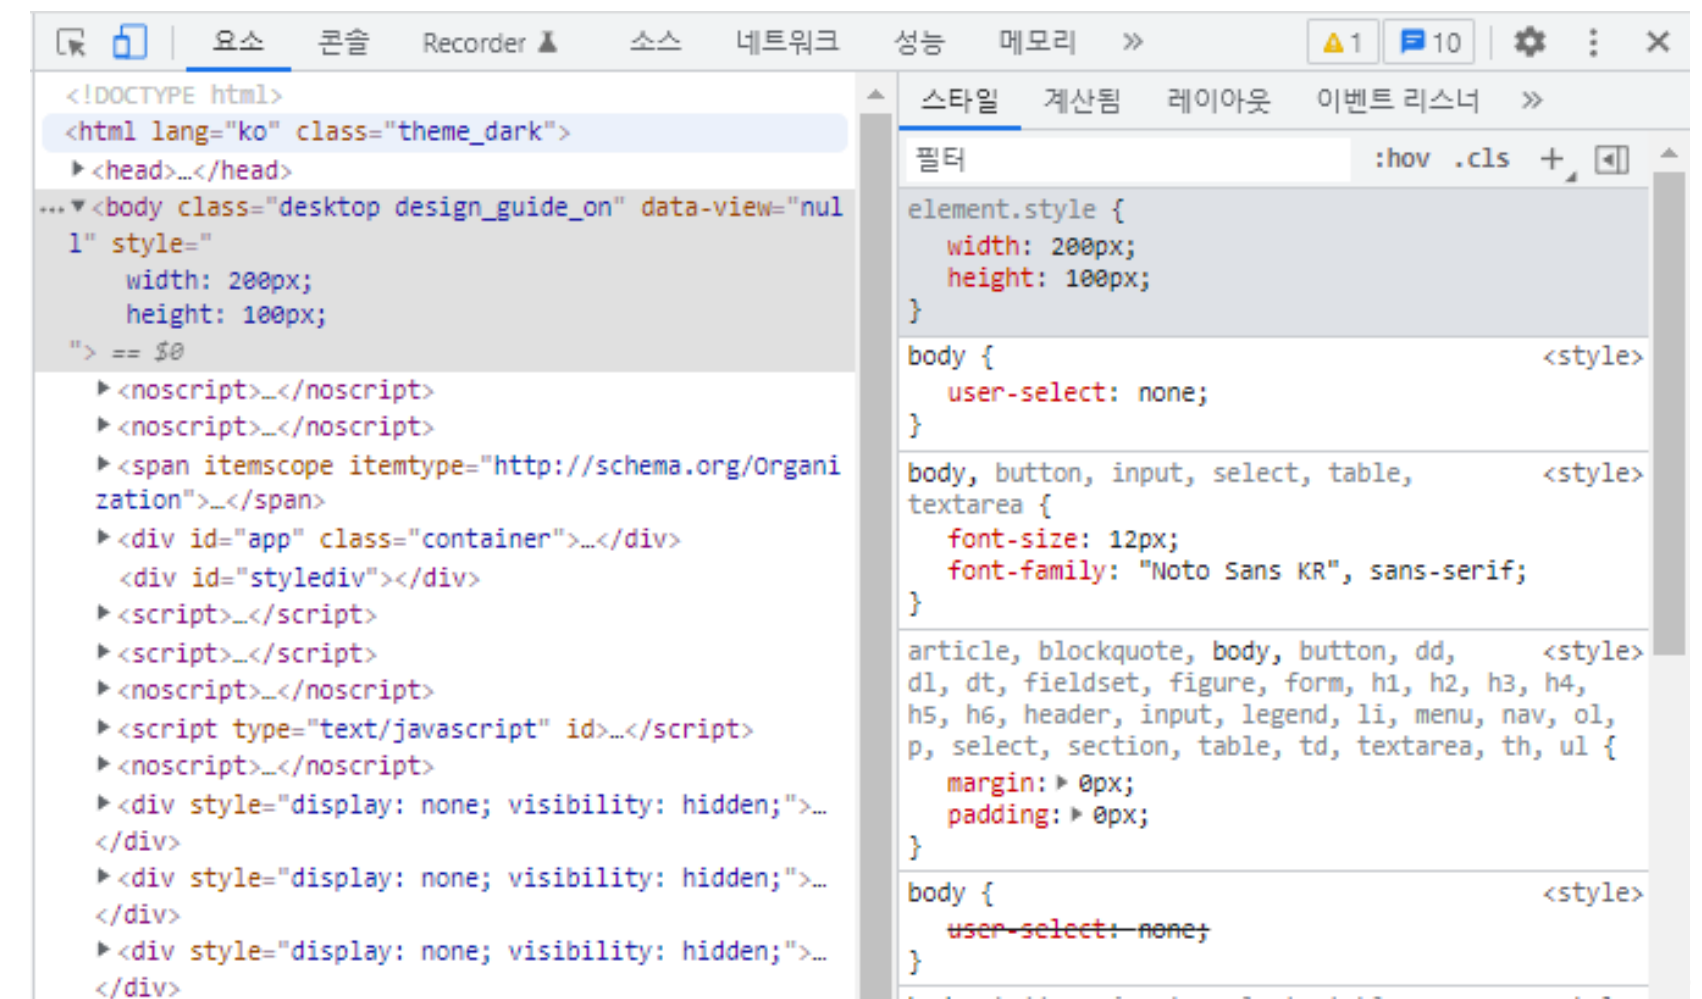 요소 콘솔 Recorder 소스 네트워크 성능 메모리 » 1 10
<!DOCTYPE html>
<html lang="ko" class="theme_dark">
<head>…</head>
…<body class="desktop design_guide_on" data-view="nul
l" style="
width: 200px;
height: 100px;
"> == $0
<noscript>…</noscript>
<noscript>…</noscript>
<span itemscope itemtype="http://schema.org/Organi
zation">…</span>
<div id="app" class="container">…</div>
<div id="stylediv"></div>
<script>…</script>
<script>…</script>
<noscript>…</noscript>
<script type="text/javascript" id>…</script>
<noscript>…</noscript>
<div style="display: none; visibility: hidden;">…
</div>
<div style="display: none; visibility: hidden;">…
</div>
<div style="display: none; visibility: hidden;">…
</div>
스타일 계산됨 레이아웃 이벤트 리스너 »
필터 :hov .cls +
element.style {
width: 200px;
height: 100px;
}
body { <style>
user-select: none;
}
body, button, input, select, table, <style>
textarea {
font-size: 12px;
font-family: "Noto Sans KR", sans-serif;
}
article, blockquote, body, button, dd, <style>
dl, dt, fieldset, figure, form, h1, h2, h3, h4,
h5, h6, header, input, legend, li, menu, nav, ol,
p, select, section, table, td, textarea, th, ul {
margin: 0px;
padding: 0px;
}
body { <style>
user-select: none;
}